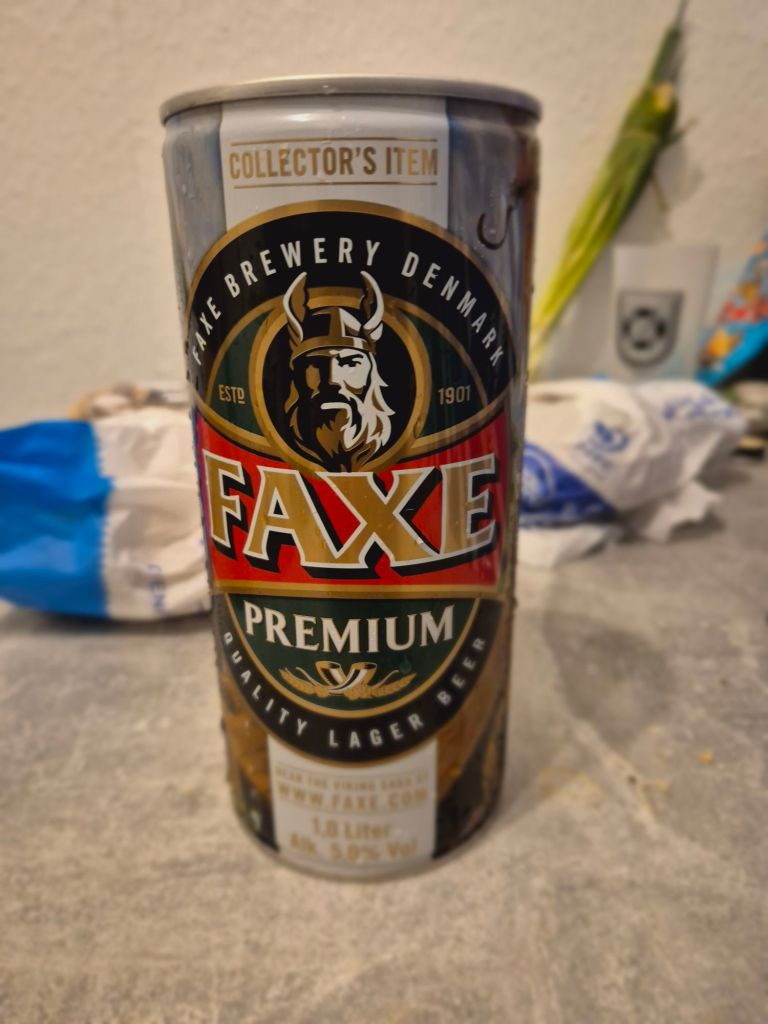 COLLECTOR'S ITEM
FAXE BREWERY DENMARK
ESTD
1901
FAXE
PREMIUM
QUALITY LAGER BEER
WWW.FAXE.COM
1,0 Liter
Alk. 5.0% Vol